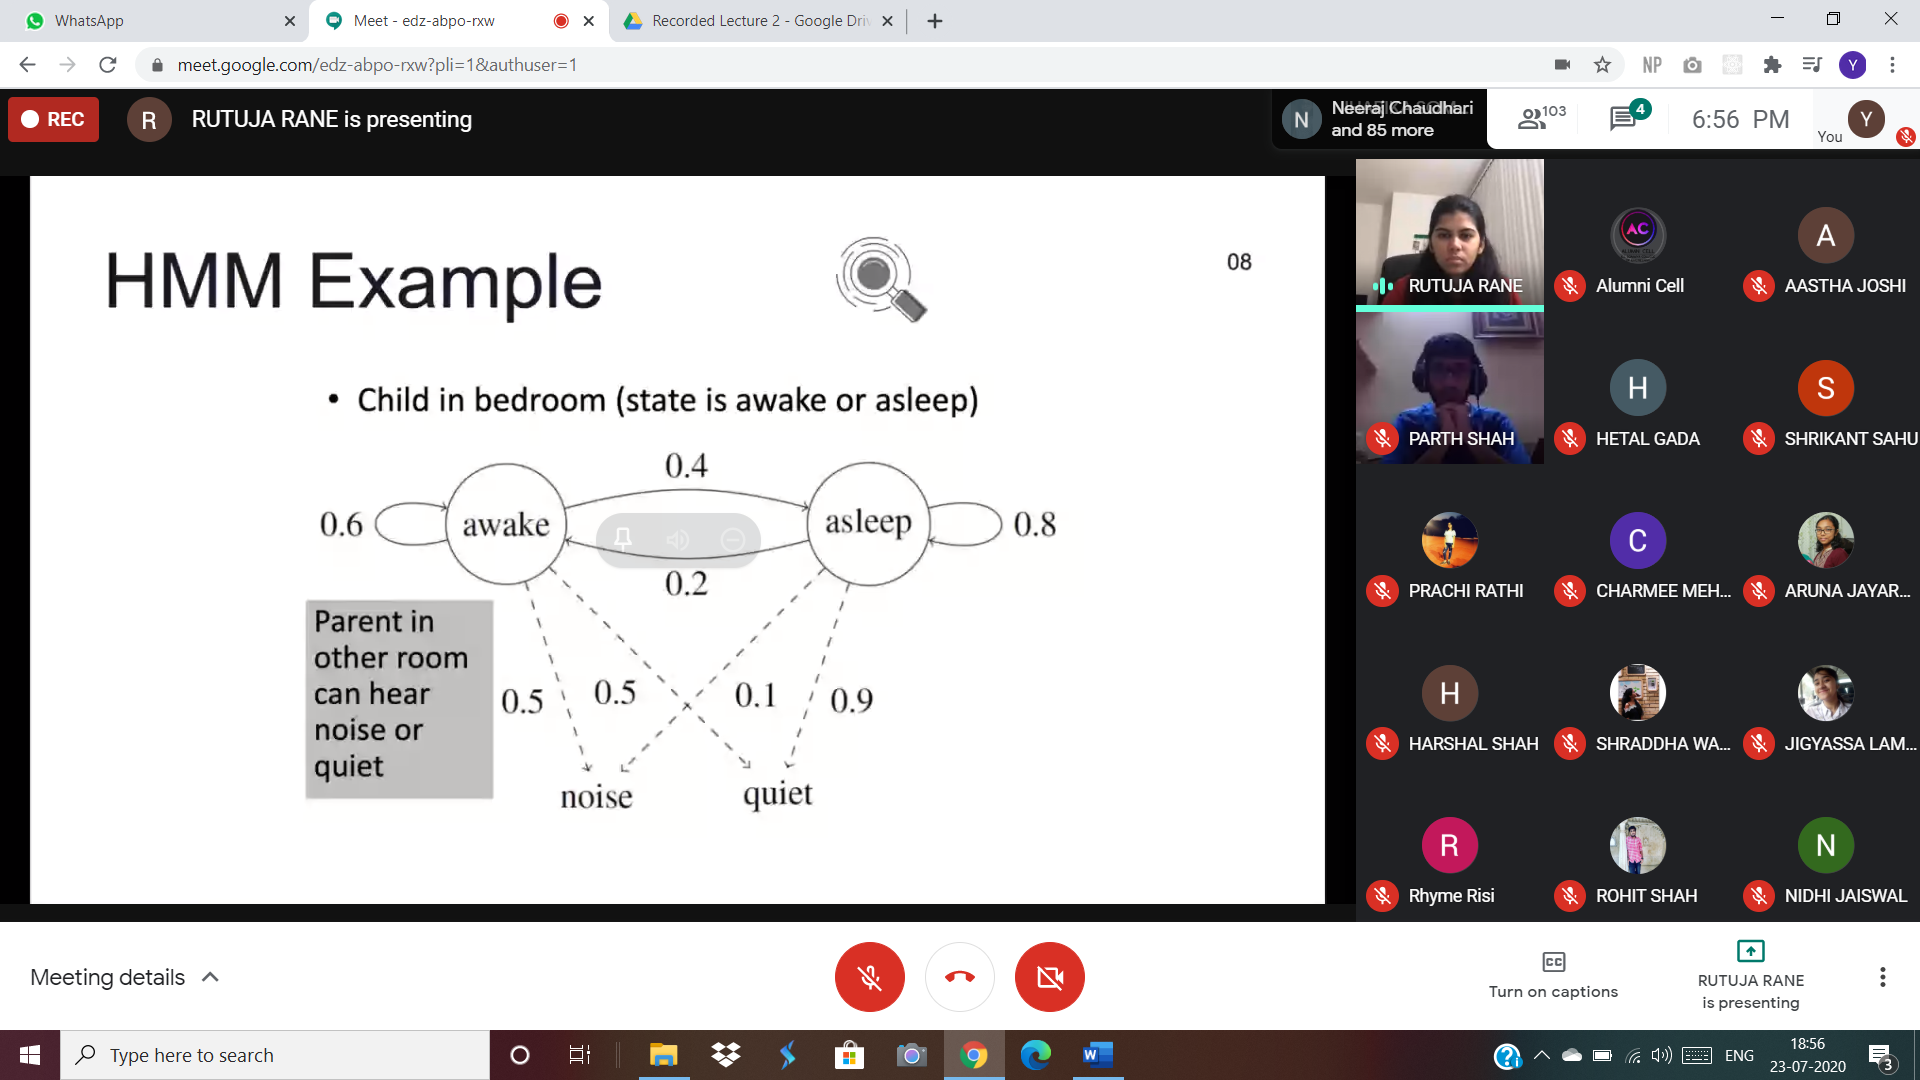 WhatsApp
Meet - edz-abpo-rxw
Recorded Lecture 2 - Google Driv
meet.google.com/edz-abpo-rxw?pli=1&authuser=1
NP
Y
REC
R
RUTUJA RANE is presenting
N
Neeraj Chaudhari
and 85 more
103
4
6:56 PM
You
Y
HMM Example
08
• Child in bedroom (state is awake or asleep)
0.4
0.6
awake
asleep
0.8
0.2
Parent in
other room
can hear
noise or
quiet
0.5
0.5
0.1
0.9
noise
quiet
RUTUJA RANE
AC
Alumni Cell
A
AASTHA JOSHI
PARTH SHAH
H
HETAL GADA
S
SHRIKANT SAHU
PRACHI RATHI
C
CHARMEE MEH...
ARUNA JAYAR...
H
HARSHAL SHAH
SHRADDHA WA...
JIGYASSA LAM...
R
Rhyme Risi
ROHIT SHAH
N
NIDHI JAISWAL
Meeting details
CC
Turn on captions
RUTUJA RANE
is presenting
Type here to search
ENG
18:56
23-07-2020
3